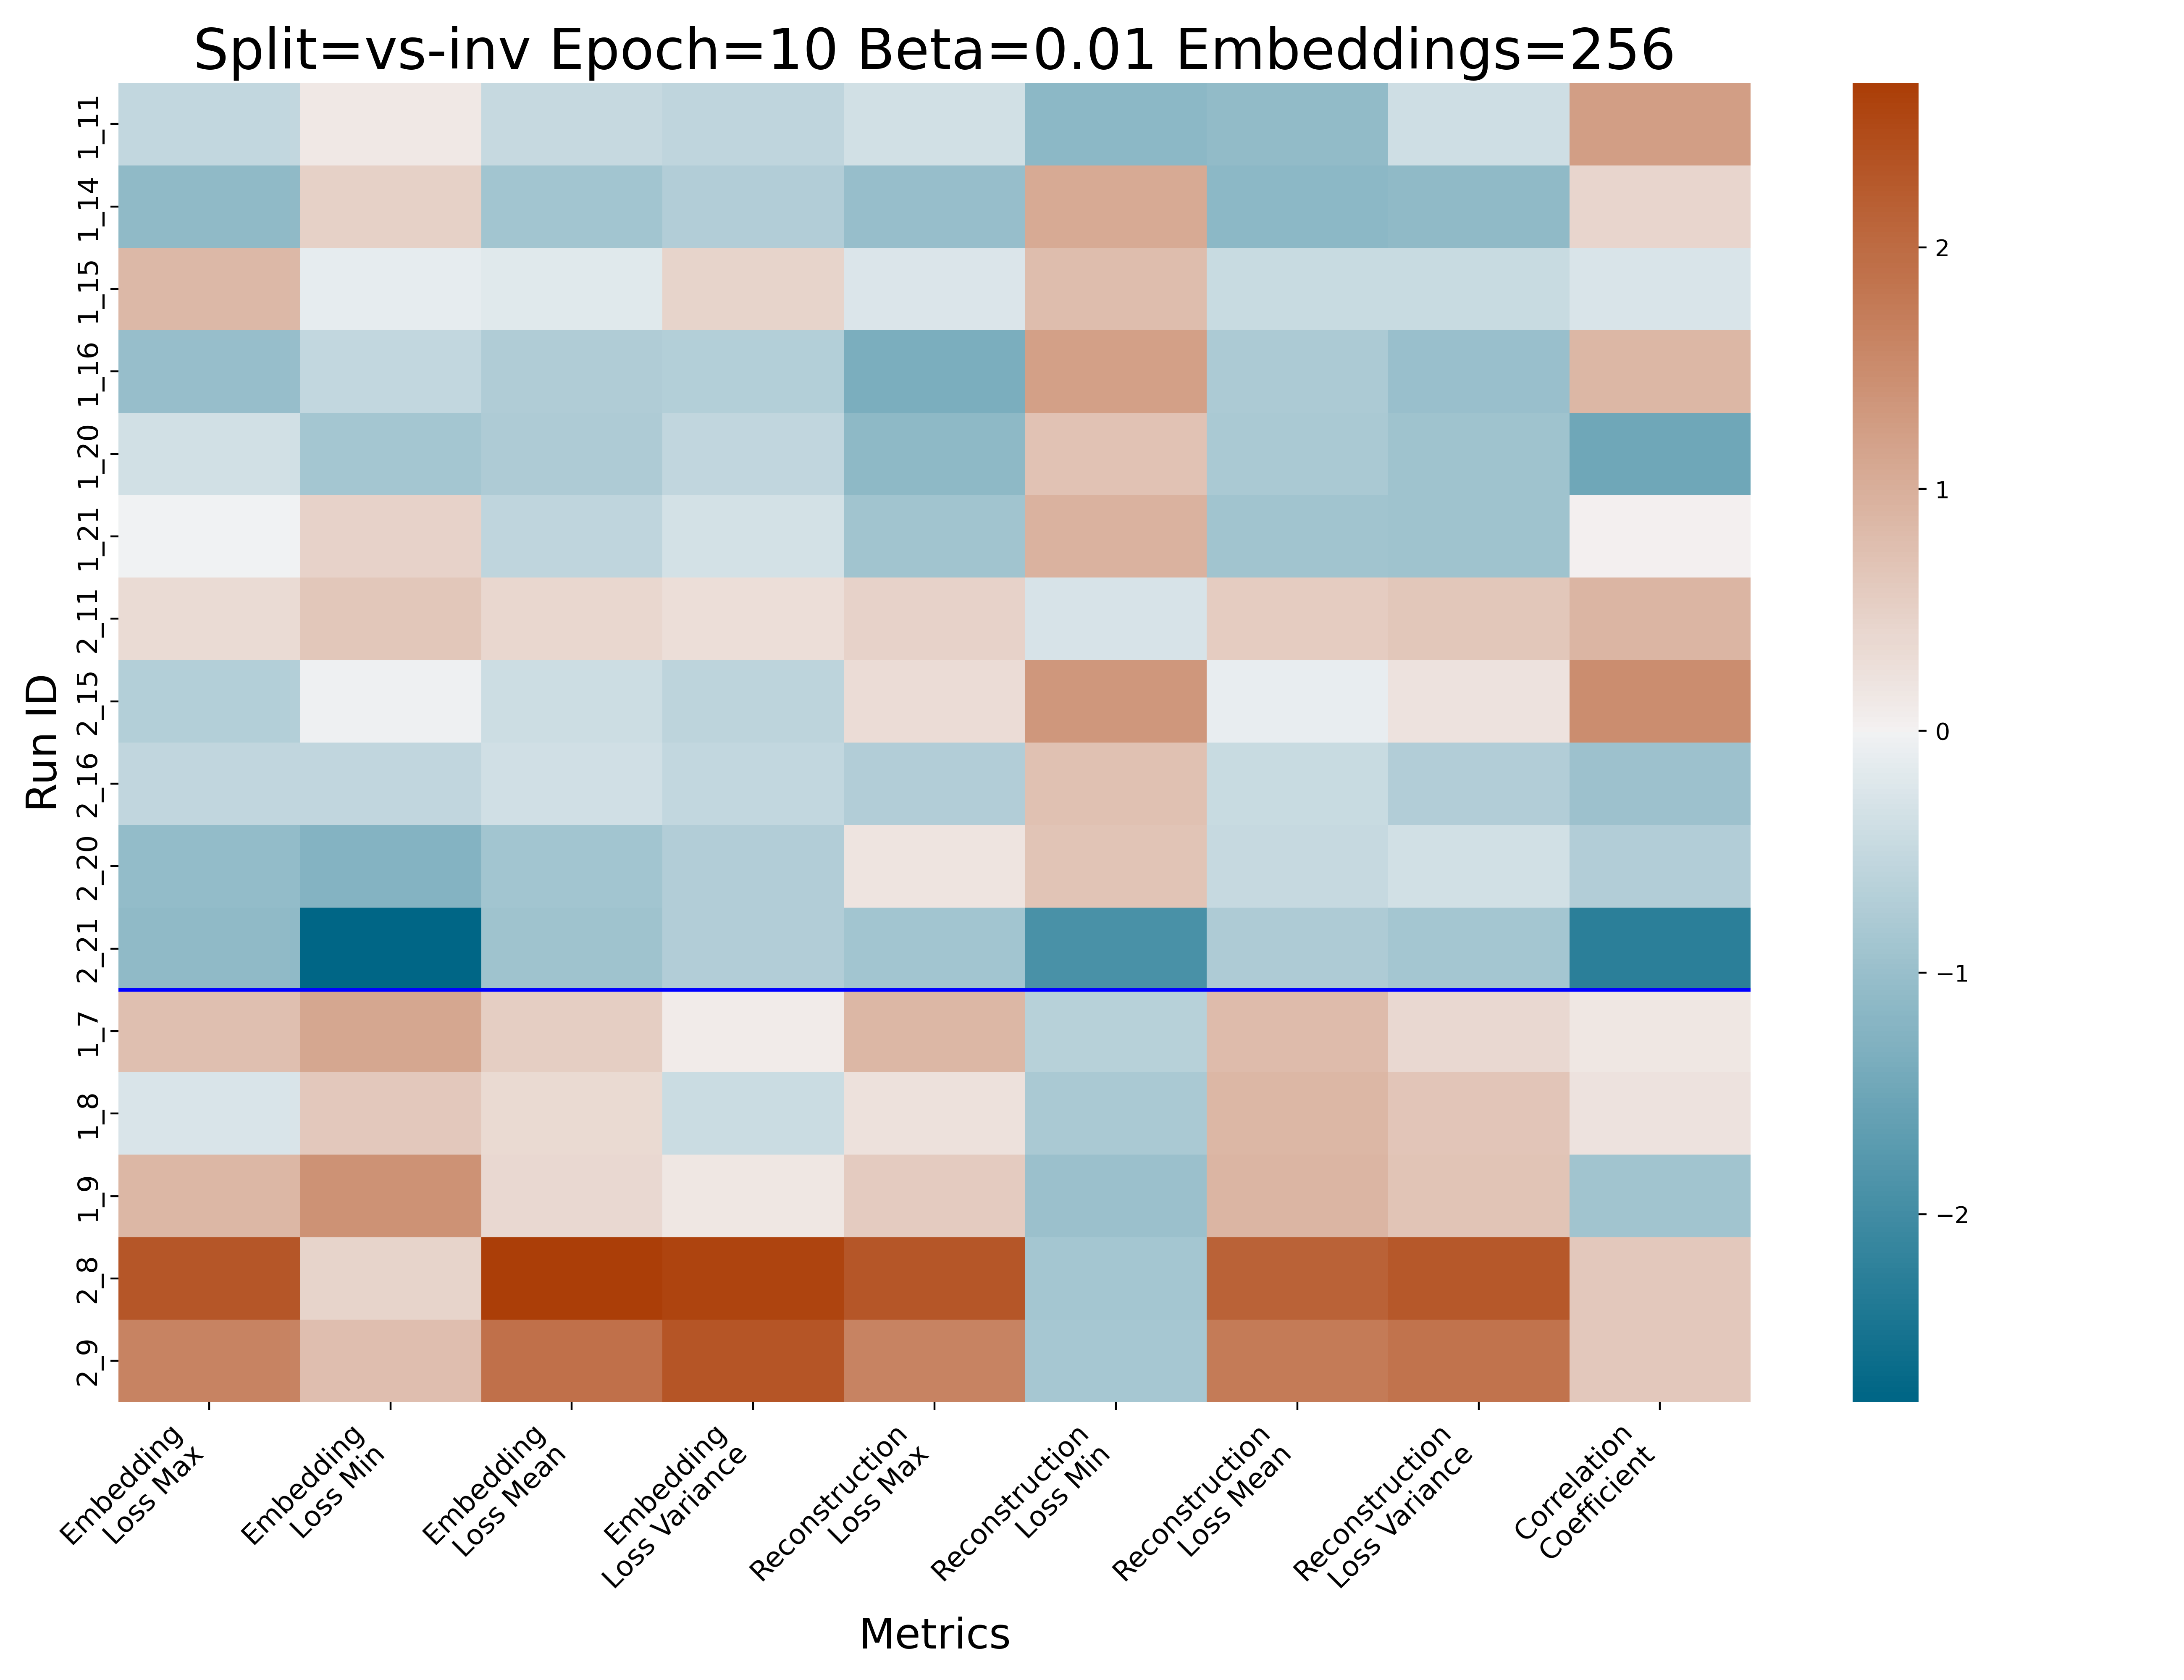 Split=vs-inv Epoch=10 Beta=0.01 Embeddings=256
Run ID
1_11
1_14
1_15
1_16
1_20
1_21
2_11
2_15
2_16
2_20
2_21
1_7
1_8
1_9
2_8
2_9
Embedding
Loss Max
Embedding
Loss Min
Embedding
Loss Mean
Embedding
Loss Variance
Reconstruction
Loss Max
Reconstruction
Loss Min
Reconstruction
Loss Mean
Reconstruction
Loss Variance
Correlation
Coefficient
Metrics
2
1
0
−1
−2